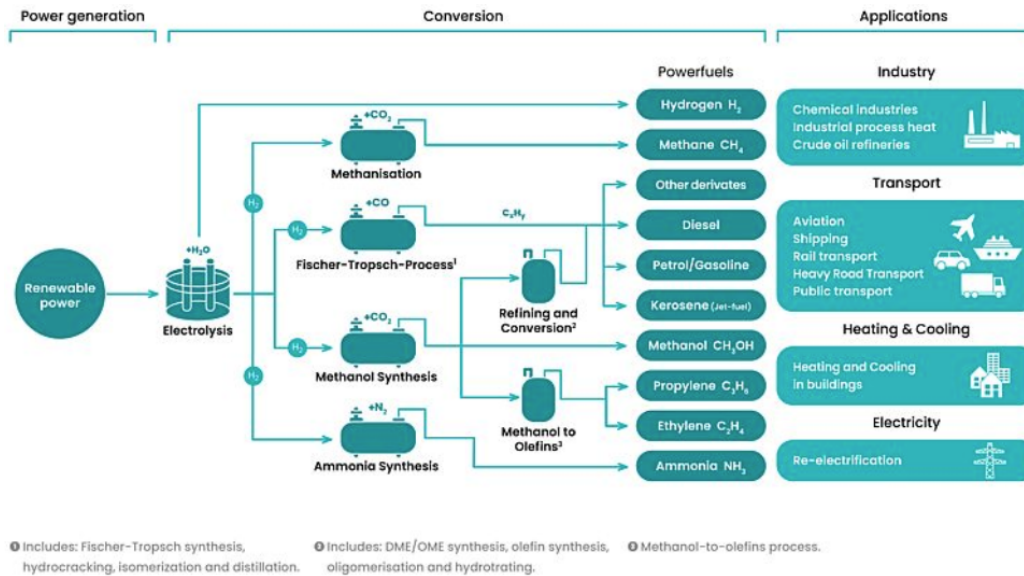 Power generation
Conversion
Applications
Powerfuels
Industry
Hydrogen H₂
Chemical industries
Industrial process heat
Crude oil refineries
+CO₂
Methane CH₄
Methanisation
Transport
Other derivates
H₂
+CO
CₓHᵧ
Diesel
H₂
Aviation
Shipping
Rail transport
Heavy Road Transport
Public transport
+H₂O
Fischer-Tropsch-Process¹
Petrol/Gasoline
Renewable
power
Electrolysis
Kerosene (Jet-fuel)
Refining and
Conversion²
+CO₂
Heating & Cooling
H₂
Methanol CH₃OH
Methanol Synthesis
Heating and Cooling
in buildings
H₂
Propylene C₃H₆
+N₂
Methanol to
Olefins³
Ethylene C₂H₄
Electricity
Ammonia Synthesis
Ammonia NH₃
Re-electrification
1 Includes: Fischer-Tropsch synthesis,
hydrocracking, isomerization and distillation.
2 Includes: DME/OME synthesis, olefin synthesis,
oligomerisation and hydrotrating.
3 Methanol-to-olefins process.